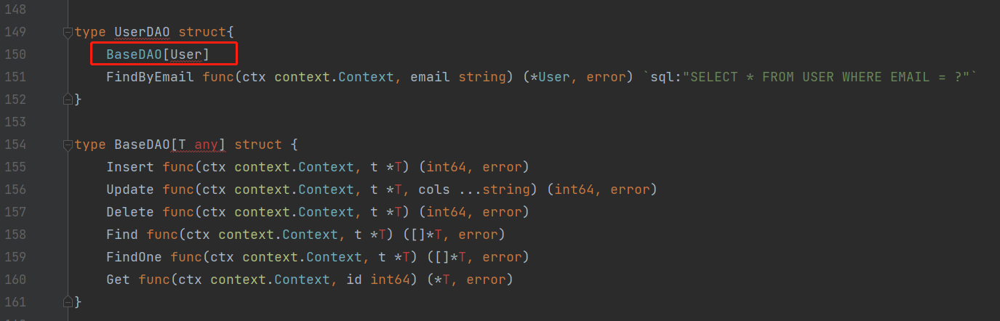 148
149 type UserDAO struct{
150 BaseDAO[User]
151 FindByEmail func(ctx context.Context, email string) (*User, error) `sql:"SELECT * FROM USER WHERE EMAIL = ?"`
152 }
153
154 type BaseDAO[T any] struct {
155 Insert func(ctx context.Context, t *T) (int64, error)
156 Update func(ctx context.Context, t *T, cols ...string) (int64, error)
157 Delete func(ctx context.Context, t *T) (int64, error)
158 Find func(ctx context.Context, t *T) ([]*T, error)
159 FindOne func(ctx context.Context, t *T) ([]*T, error)
160 Get func(ctx context.Context, id int64) (*T, error)
161 }